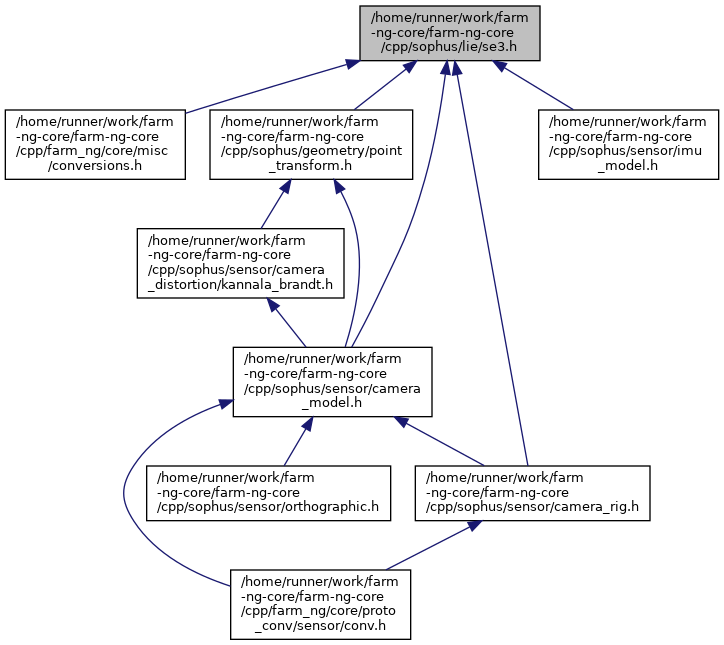 /home/runner/work/farm
-ng-core/farm-ng-core
/cpp/sophus/lie/se3.h
/home/runner/work/farm
-ng-core/farm-ng-core
/cpp/farm_ng/core/misc
/conversions.h
/home/runner/work/farm
-ng-core/farm-ng-core
/cpp/sophus/geometry/point
_transform.h
/home/runner/work/farm
-ng-core/farm-ng-core
/cpp/sophus/sensor/imu
_model.h
/home/runner/work/farm
-ng-core/farm-ng-core
/cpp/sophus/sensor/camera
_distortion/kannala_brandt.h
/home/runner/work/farm
-ng-core/farm-ng-core
/cpp/sophus/sensor/camera
_model.h
/home/runner/work/farm
-ng-core/farm-ng-core
/cpp/sophus/sensor/orthographic.h
/home/runner/work/farm
-ng-core/farm-ng-core
/cpp/sophus/sensor/camera_rig.h
/home/runner/work/farm
-ng-core/farm-ng-core
/cpp/farm_ng/core/proto
_conv/sensor/conv.h